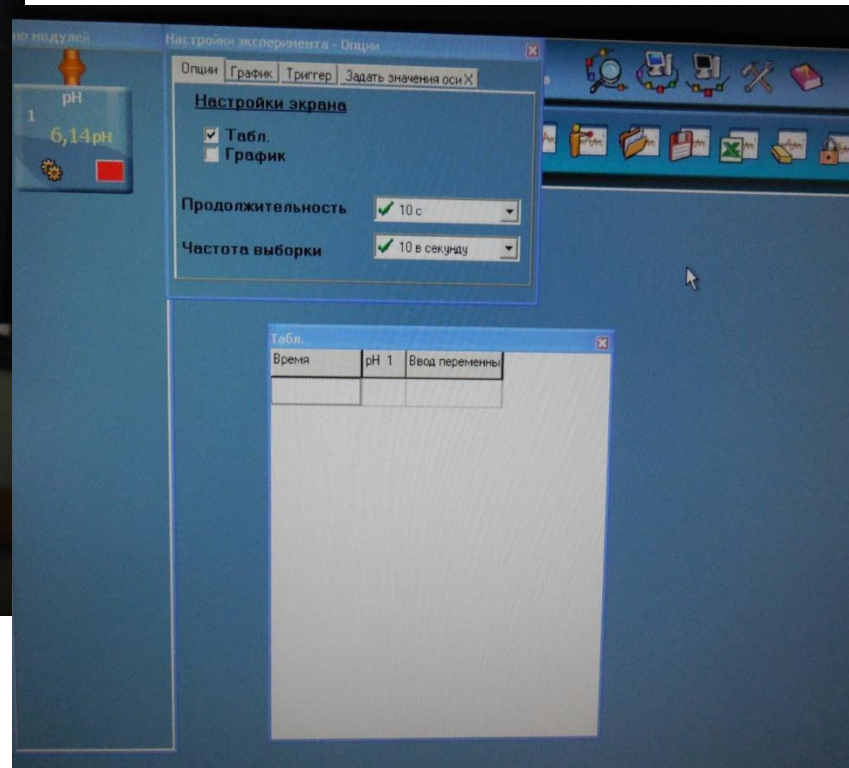 но модулей
pH
1
6,14pH
Настройки эксперимента - Опции
Опции График Триггер Задать значения оси X
Настройки экрана
Табл.
График
Продолжительность 10 с
Частота выборки 10 в секунду
Табл.
Время pH 1 Ввод переменны